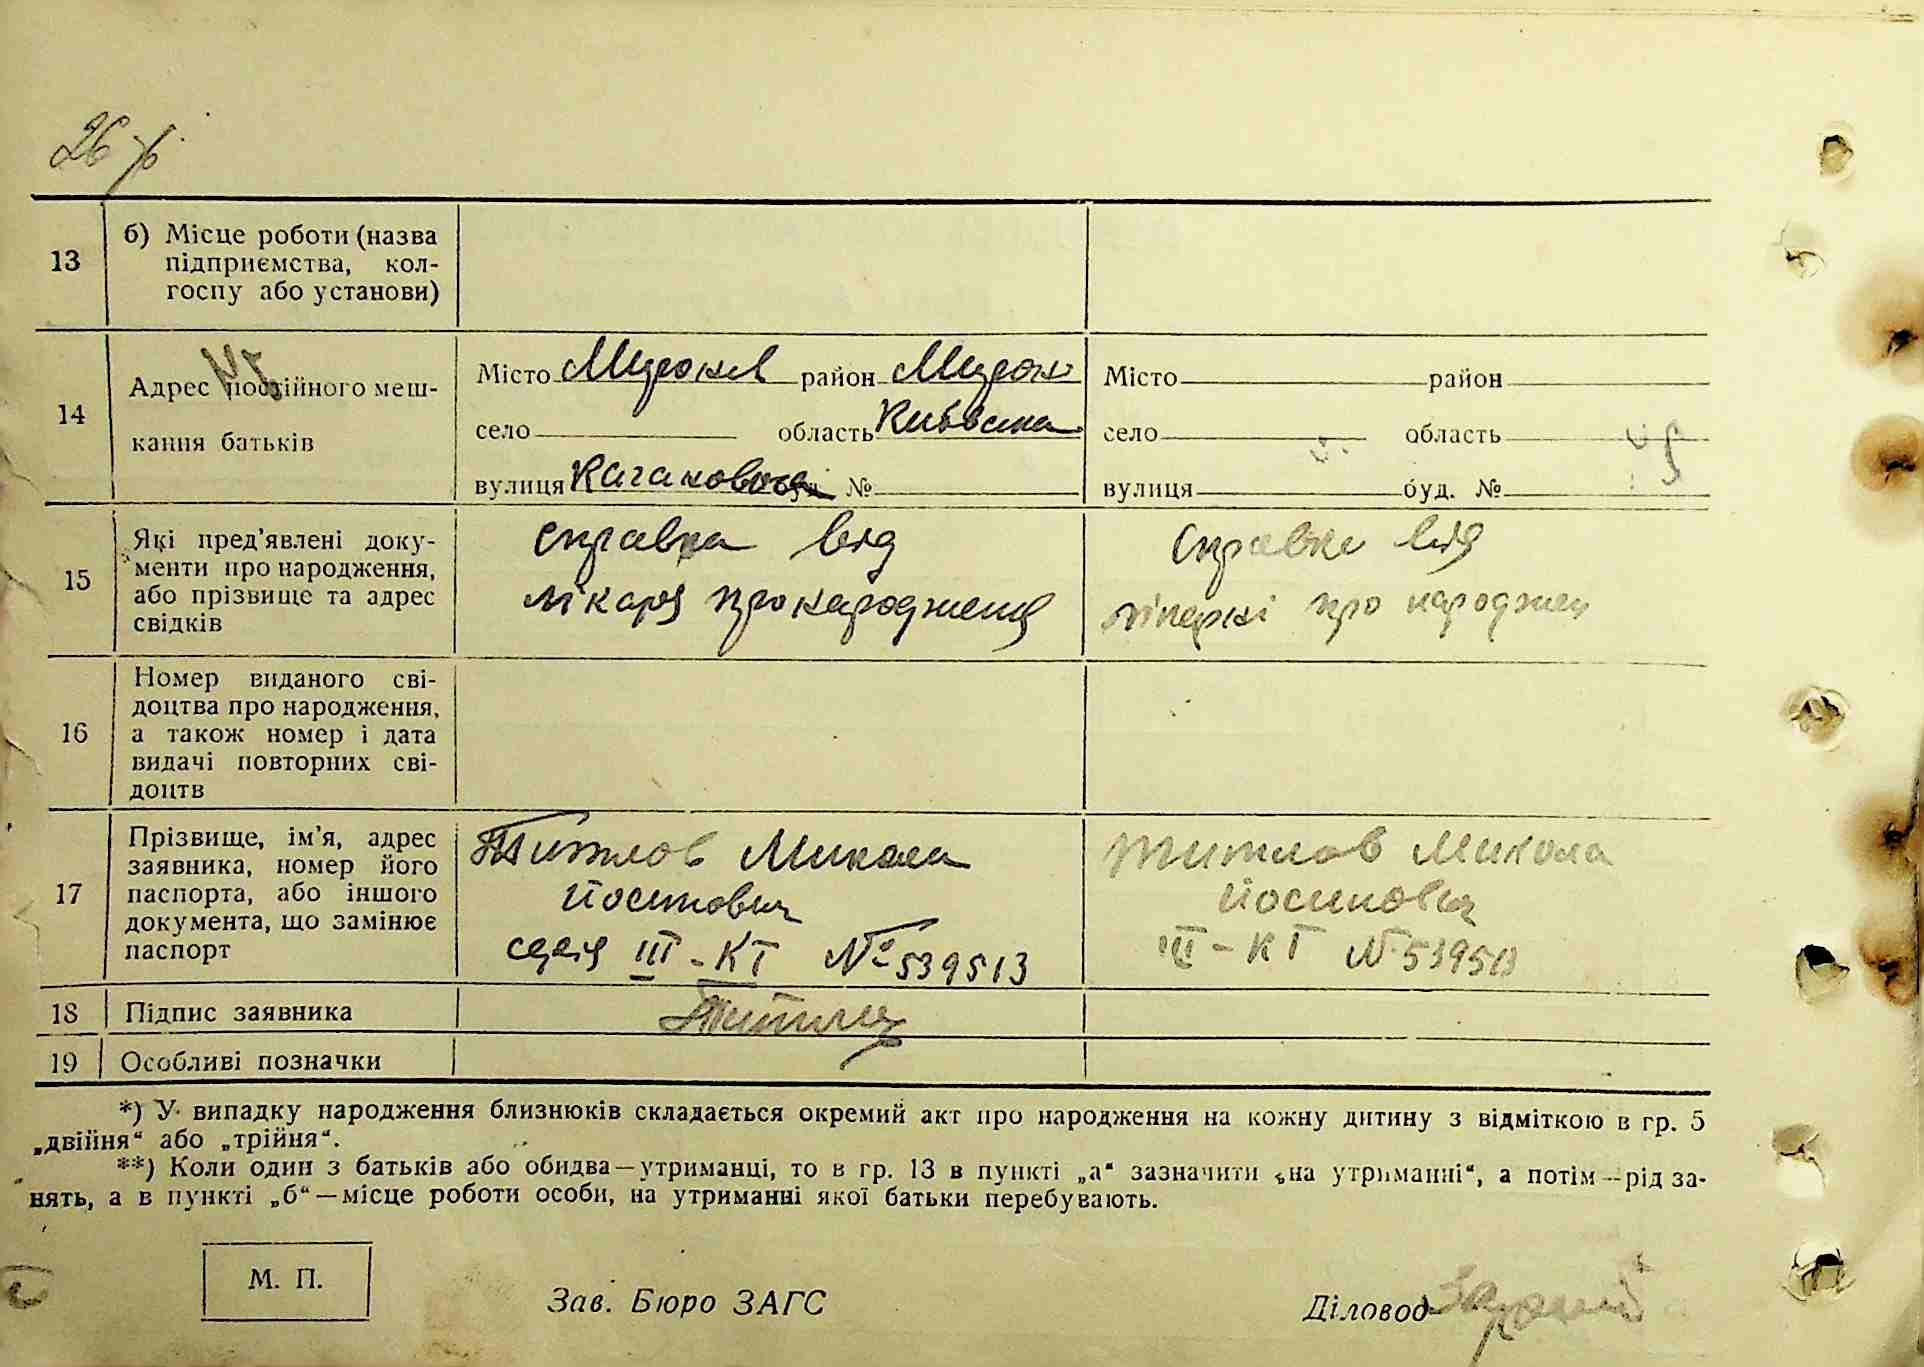 13
б) Місце роботи (назва
підприємства, кол-
госпу або установи)
14
Адрес постійного меш-
кання батьків
Місто район
село область Київська
вулиця Кагановича №
Місто район
село область
вулиця буд. №
15
Які пред'явлені доку-
менти про народження,
або прізвище та адрес
свідків
справка від
лікаря про народження
справка від
про народжен
16
Номер виданого сві-
доцтва про народження,
а також номер і дата
видачі повторних сві-
доцтв
17
Прізвище, ім'я, адрес
заявника, номер його
паспорта, або іншого
документа, що замінює
паспорт
Титлов Микола
Йосипович
серія III-КТ № 539513
Титлов Микола
Йосипович
III-КТ № 539513
18
Підпис заявника
19
Особливі позначки
*) У випадку народження близнюків складається окремий акт про народження на кожну дитину з відміткою в гр. 5
„двійня“ або „трійня“.
**) Коли один з батьків або обидва—утриманці, то в гр. 13 в пункті „а“ зазначити „на утриманні“, а потім—рід за-
нять, а в пункті „б“—місце роботи особи, на утриманні якої батьки перебувають.
М. П.
Зав. Бюро ЗАГС
Діловод